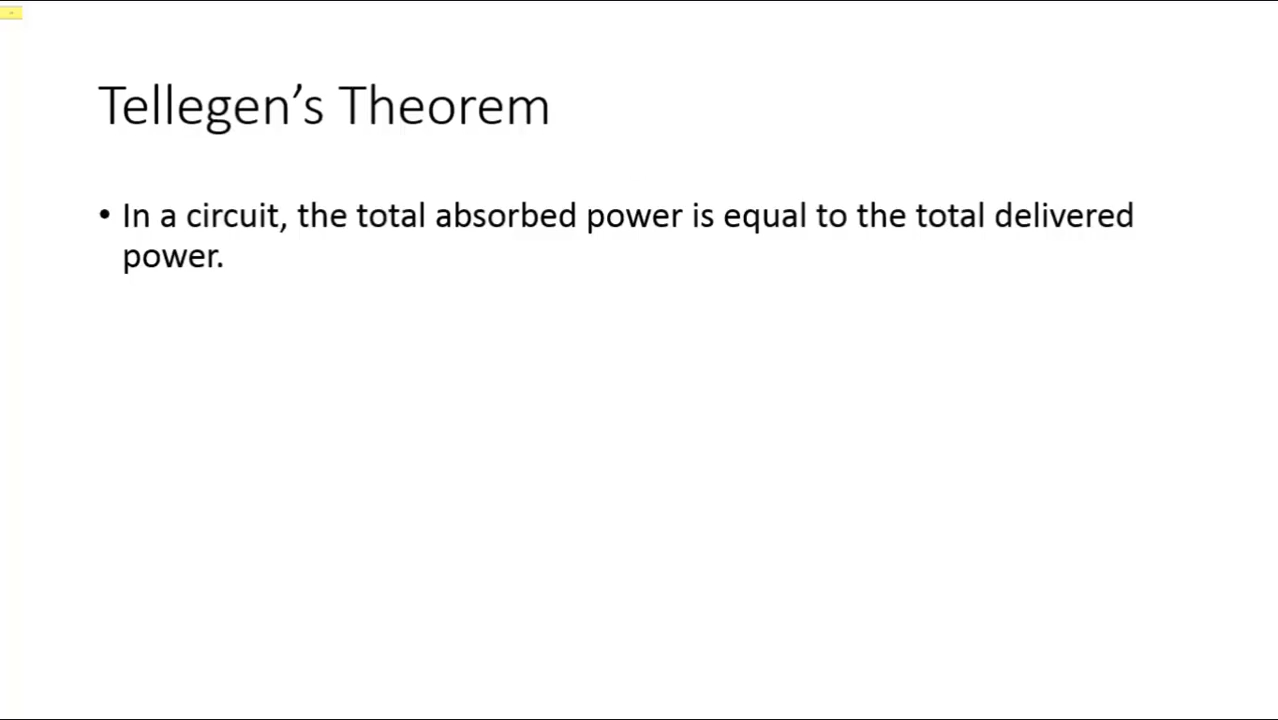 Tellegen’s Theorem
• In a circuit, the total absorbed power is equal to the total delivered
power.